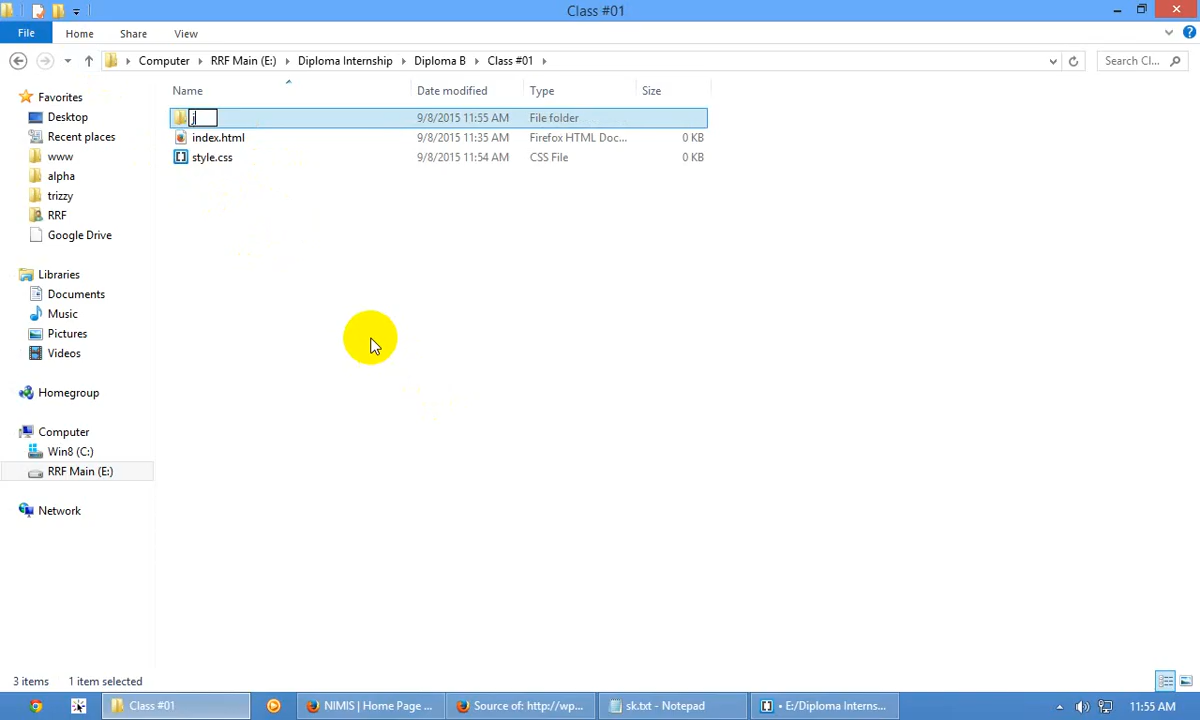 Class #01
File
Home
Share
View
Computer
RRF Main (E:)
Diploma Internship
Diploma B
Class #01
Search Cl...
Name
Date modified
Type
Size
j
9/8/2015 11:55 AM
File folder
index.html
9/8/2015 11:35 AM
Firefox HTML Doc...
0 KB
style.css
9/8/2015 11:54 AM
CSS File
0 KB
Favorites
Desktop
Recent places
www
alpha
trizzy
RRF
Google Drive
Libraries
Documents
Music
Pictures
Videos
Homegroup
Computer
Win8 (C:)
RRF Main (E:)
Network
3 items
1 item selected
Class #01
NIMIS | Home Page ...
Source of: http://wp...
sk.txt - Notepad
• E:/Diploma Interns...
11:55 AM